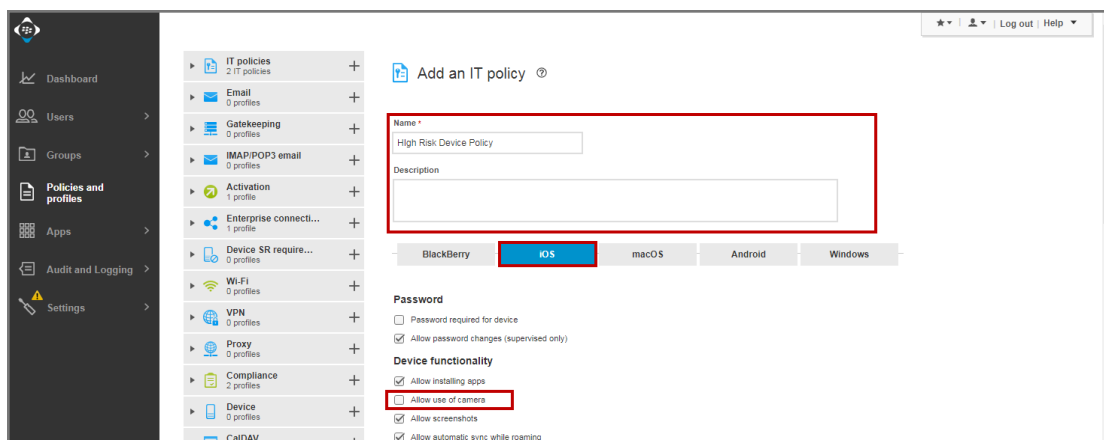 Log out | Help
Dashboard
Users
Groups
Policies and
profiles
Apps
Audit and Logging
Settings
IT policies
2 IT policies
Email
0 profiles
Gatekeeping
0 profiles
IMAP/POP3 email
0 profiles
Activation
1 profile
Enterprise connecti...
1 profile
Device SR require...
0 profiles
Wi-Fi
0 profiles
VPN
0 profiles
Proxy
0 profiles
Compliance
2 profiles
Device
0 profiles
CalDAV
Add an IT policy
Name *
HIgh Risk Device Policy
Description
BlackBerry iOS macOS Android Windows
Password
Password required for device
Allow password changes (supervised only)
Device functionality
Allow installing apps
Allow use of camera
Allow screenshots
Allow automatic sync while roaming